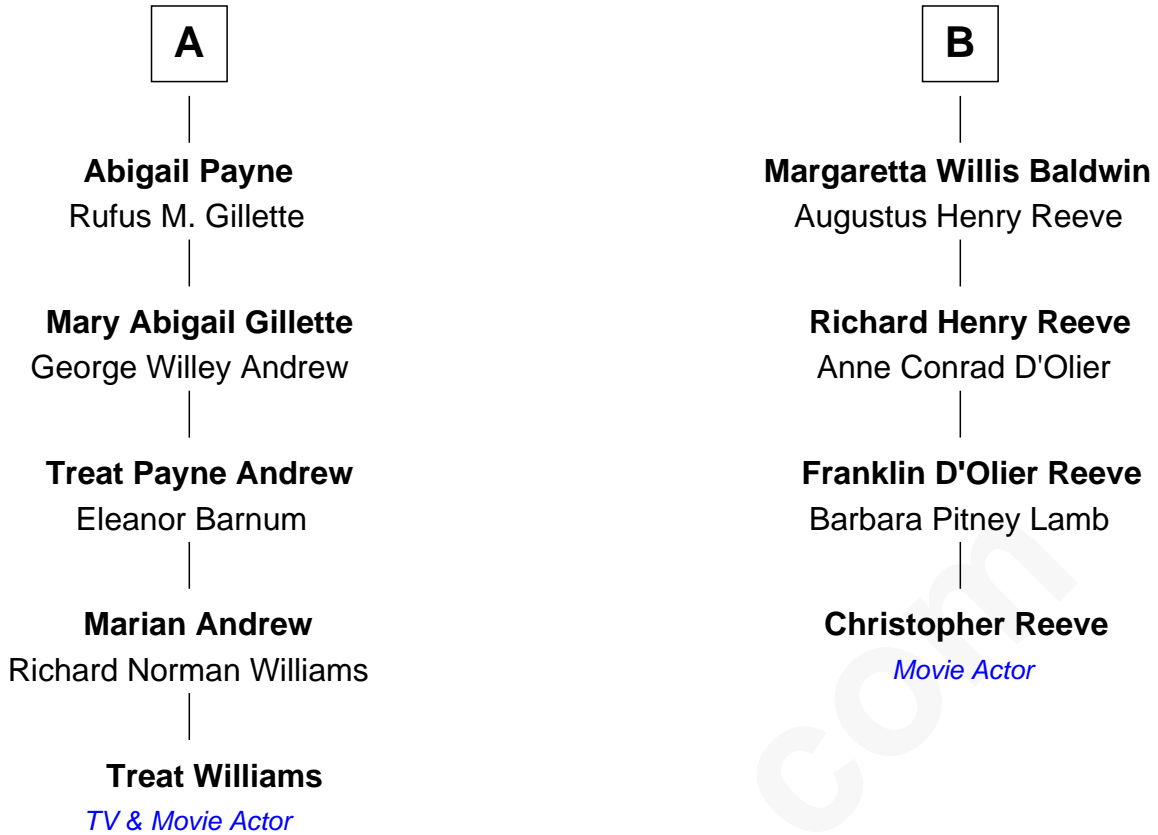 A
Abigail Payne
Rufus M. Gillette
Mary Abigail Gillette
George Willey Andrew
Treat Payne Andrew
Eleanor Barnum
Marian Andrew
Richard Norman Williams
Treat Williams
TV & Movie Actor
B
Margaretta Willis Baldwin
Augustus Henry Reeve
Richard Henry Reeve
Anne Conrad D'Olier
Franklin D'Olier Reeve
Barbara Pitney Lamb
Christopher Reeve
Movie Actor
com